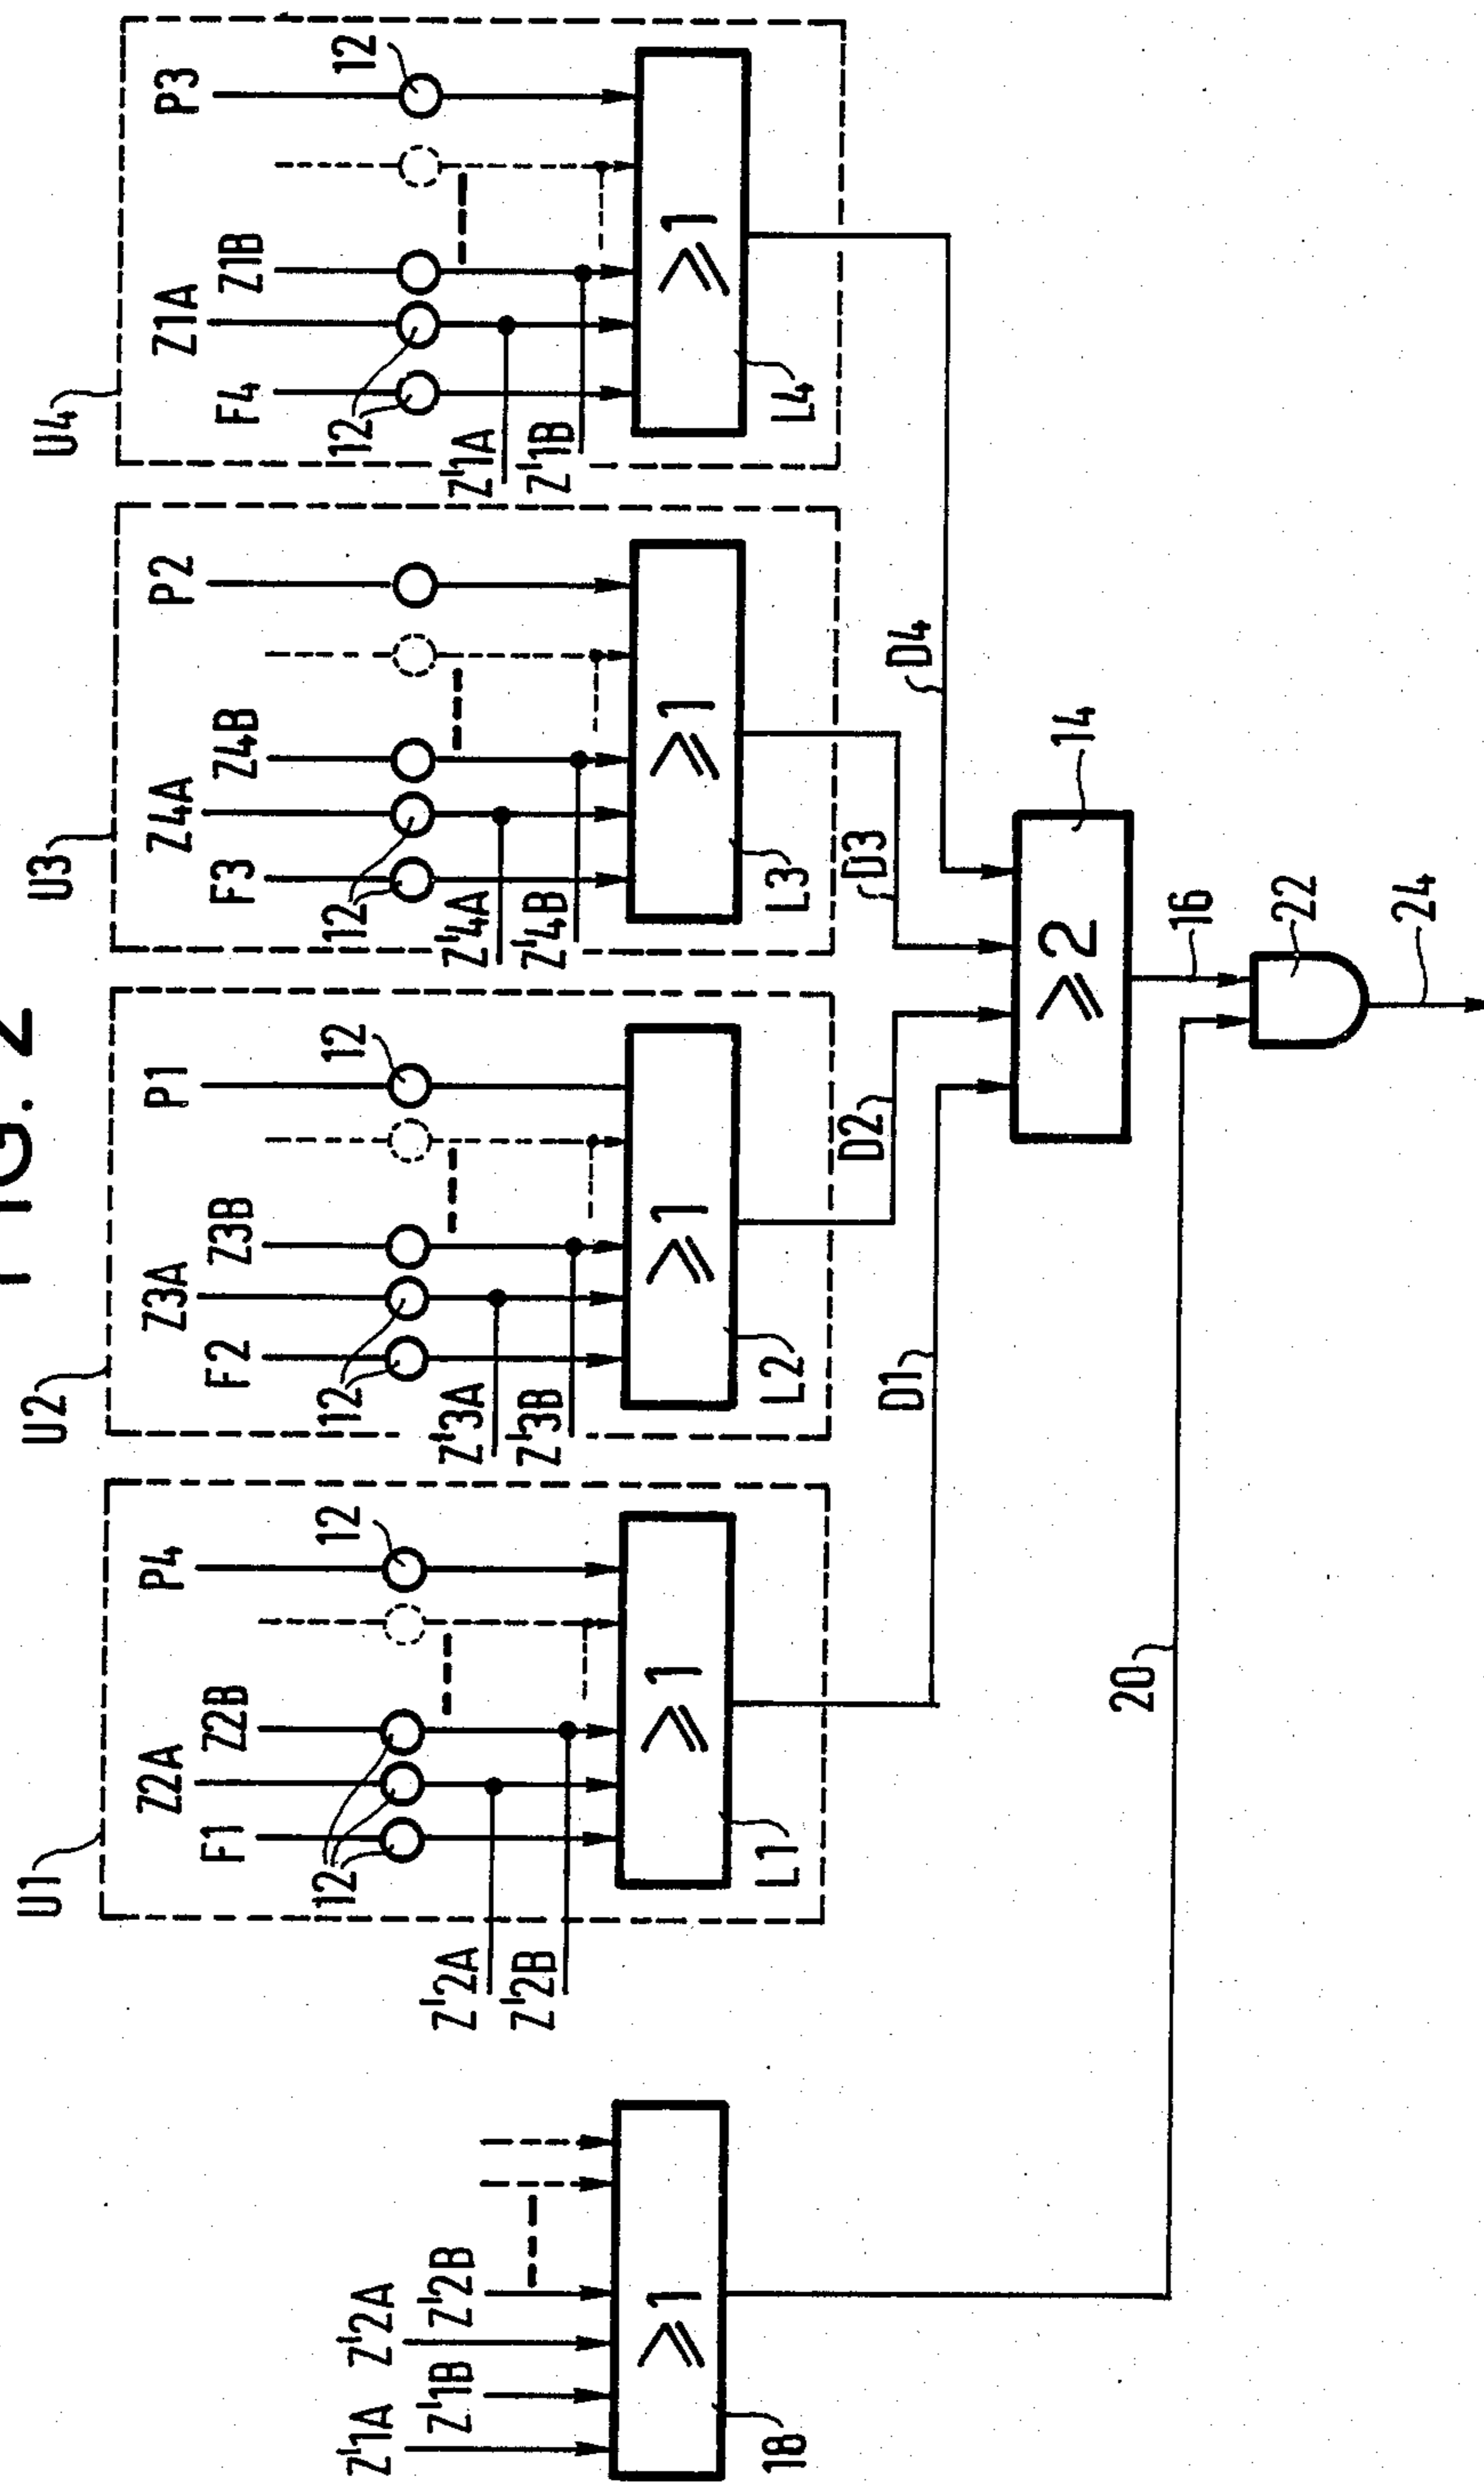 FIG. 2
U1
F1
Z2A
Z2B
P4
12
12
Z'2A
Z'2B
≥1
L1
U2
F2
Z3A
Z3B
P1
12
12
Z'3A
Z'3B
≥1
L2
U3
F3
Z4A
Z4B
P2
12
Z'4A
Z'4B
≥1
L3
U4
F4
Z1A
Z1B
P3
12
12
Z'1A
Z'1B
≥1
L4
Z'1A
Z'1B
Z'2A
Z'2B
≥1
18
D1
D2
D3
D4
≥2
14
16
20
22
24